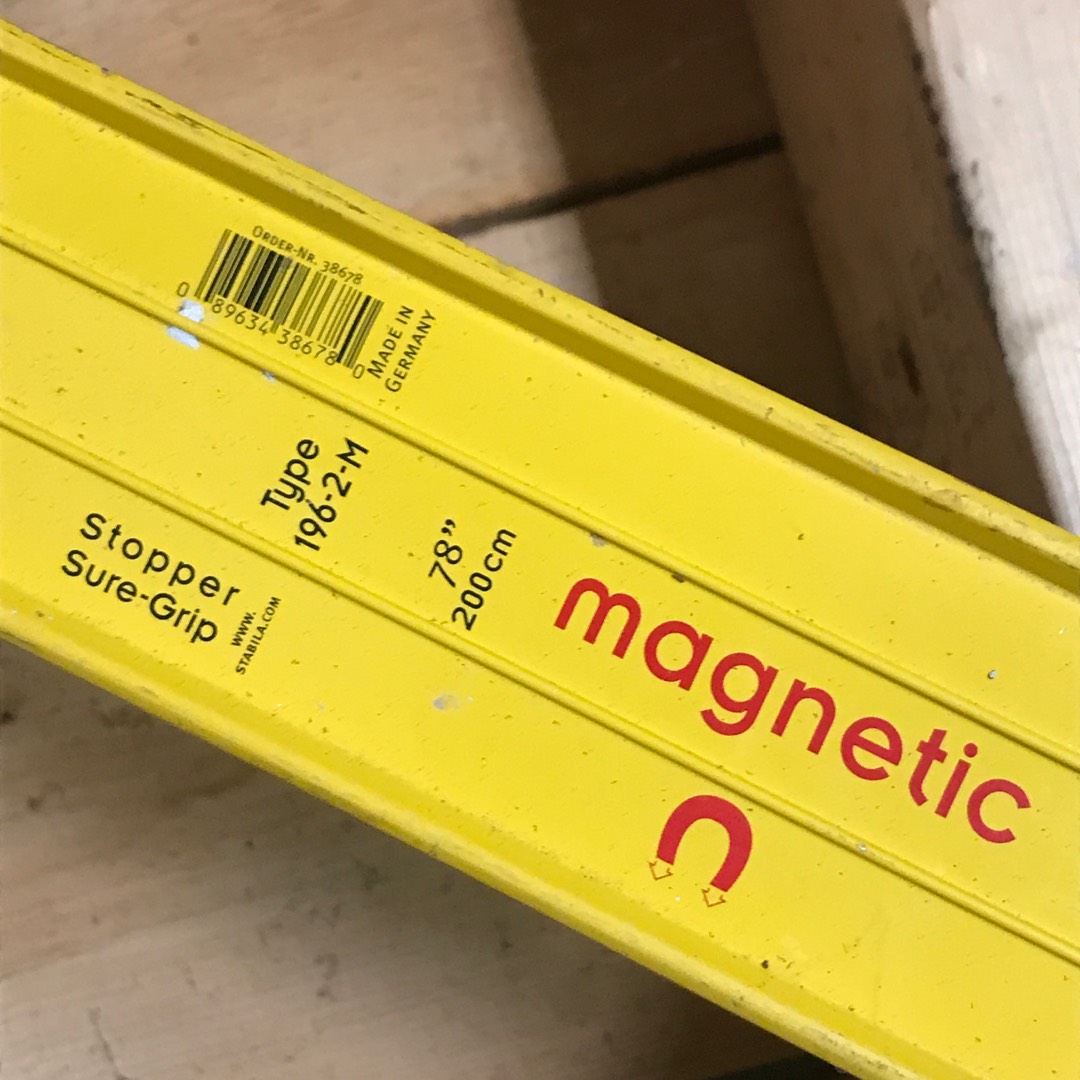 ORDER-NR. 38678
0 89634 38678 0
MADE IN
GERMANY
Type
196-2-M
78”
200cm
Stopper
Sure-Grip
WWW.
STABILA.COM
magnetic